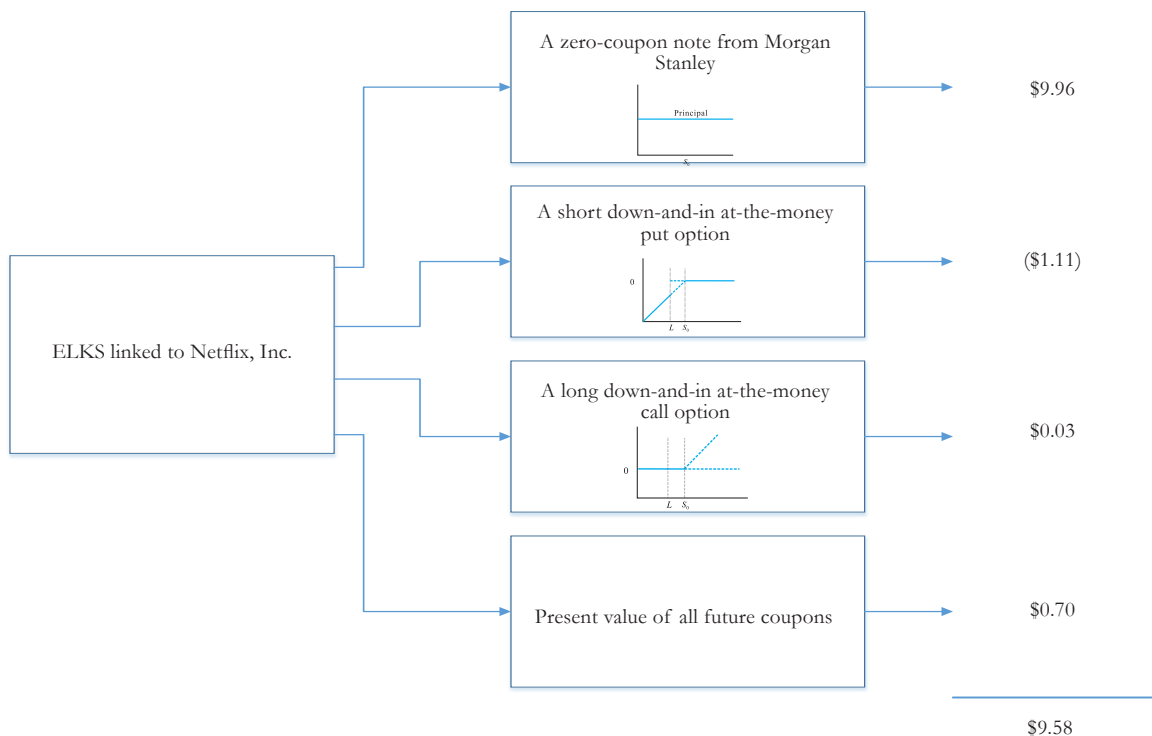 A zero-coupon note from Morgan
Stanley
Principal
S₀
$9.96
A short down-and-in at-the-money
put option
0
L
S₀
($1.11)
ELKS linked to Netflix, Inc.
A long down-and-in at-the-money
call option
0
L
S₀
$0.03
Present value of all future coupons
$0.70
$9.58